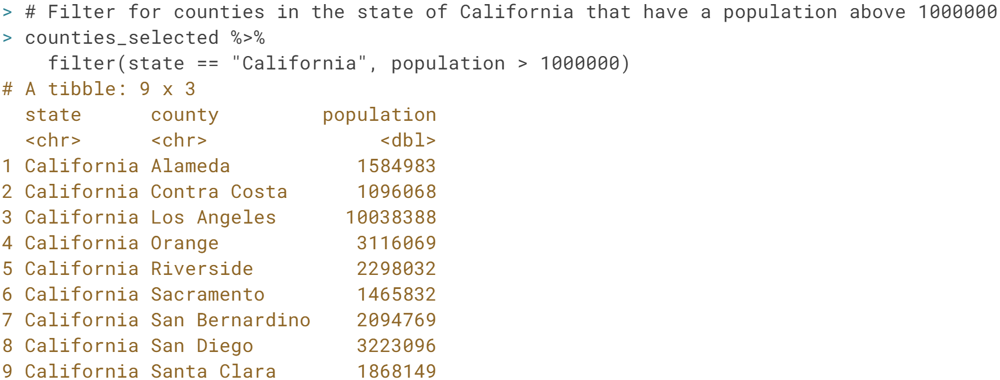 > # Filter for counties in the state of California that have a population above 1000000
> counties_selected %>%
    filter(state == "California", population > 1000000)
# A tibble: 9 x 3
  state      county         population
  <chr>      <chr>               <dbl>
1 California Alameda           1584983
2 California Contra Costa      1096068
3 California Los Angeles      10038388
4 California Orange            3116069
5 California Riverside         2298032
6 California Sacramento        1465832
7 California San Bernardino    2094769
8 California San Diego         3223096
9 California Santa Clara       1868149